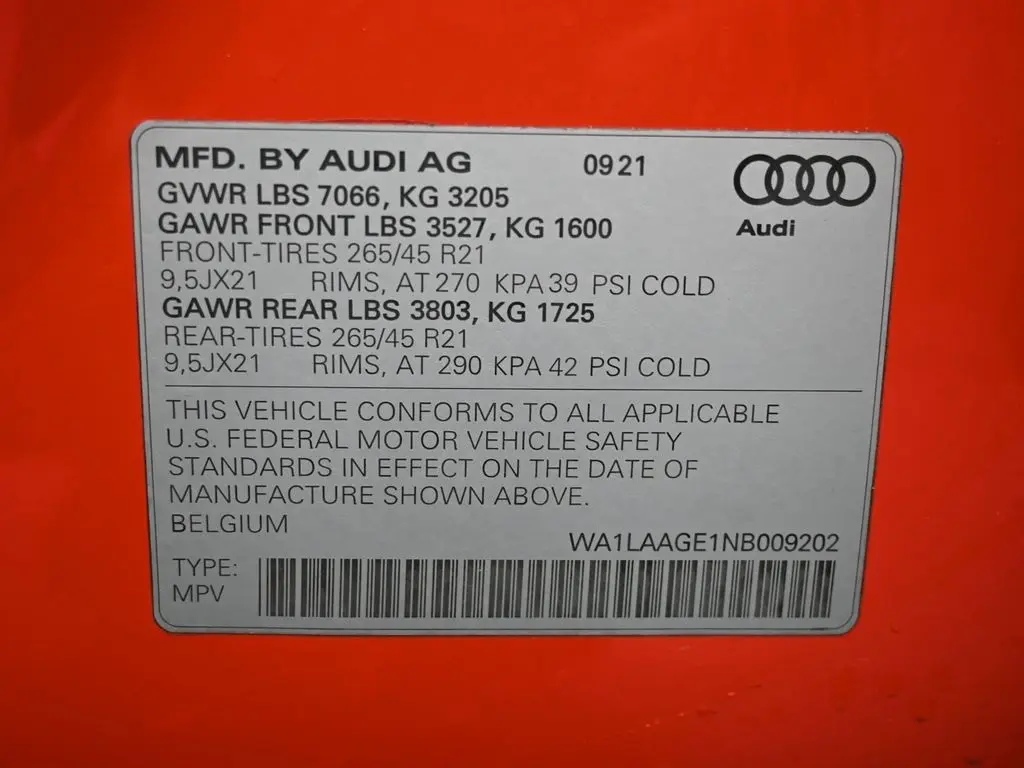 MFD. BY AUDI AG 09 21
GVWR LBS 7066, KG 3205
Audi
GAWR FRONT LBS 3527, KG 1600
FRONT-TIRES 265/45 R21
9,5JX21 RIMS, AT 270 KPA 39 PSI COLD
GAWR REAR LBS 3803, KG 1725
REAR-TIRES 265/45 R21
9,5JX21 RIMS, AT 290 KPA 42 PSI COLD
THIS VEHICLE CONFORMS TO ALL APPLICABLE
U.S. FEDERAL MOTOR VEHICLE SAFETY
STANDARDS IN EFFECT ON THE DATE OF
MANUFACTURE SHOWN ABOVE.
BELGIUM
WA1LAAGE1NB009202
TYPE:
MPV